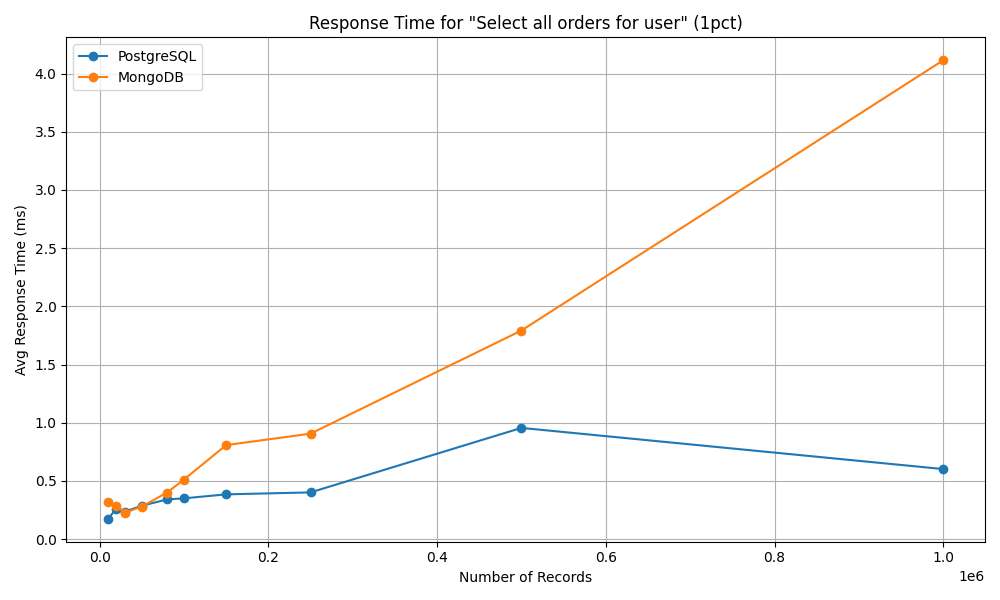 Response Time for "Select all orders for user" (1pct)
PostgreSQL
MongoDB
Avg Response Time (ms)
4.0
3.5
3.0
2.5
2.0
1.5
1.0
0.5
0.0
0.0 0.2 0.4 0.6 0.8 1.0
1e6
Number of Records